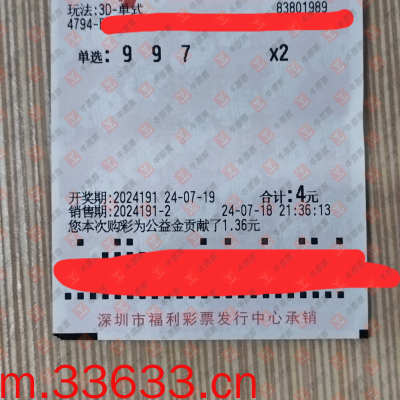 玩法:3D-单式 83801989
4794-
单选: 9 9 7 x2
开奖期:2024191 24-07-19 合计:4元
销售期:2024191-2 24-07-18 21:36:13
您本次购彩为公益金贡献了1.36元
深圳市福利彩票发行中心承销
m.33633.cn